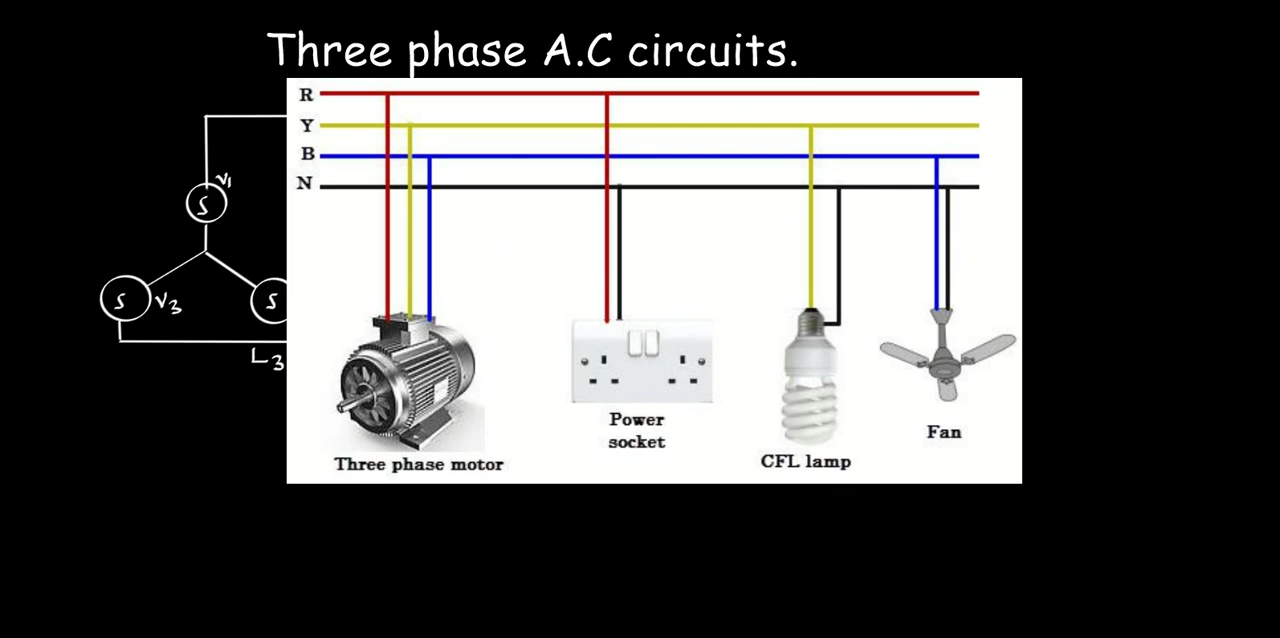 Three phase A.C circuits.
R
Y
B
N
V1
S
S
V3
S
L3
Three phase motor
Power
socket
CFL lamp
Fan